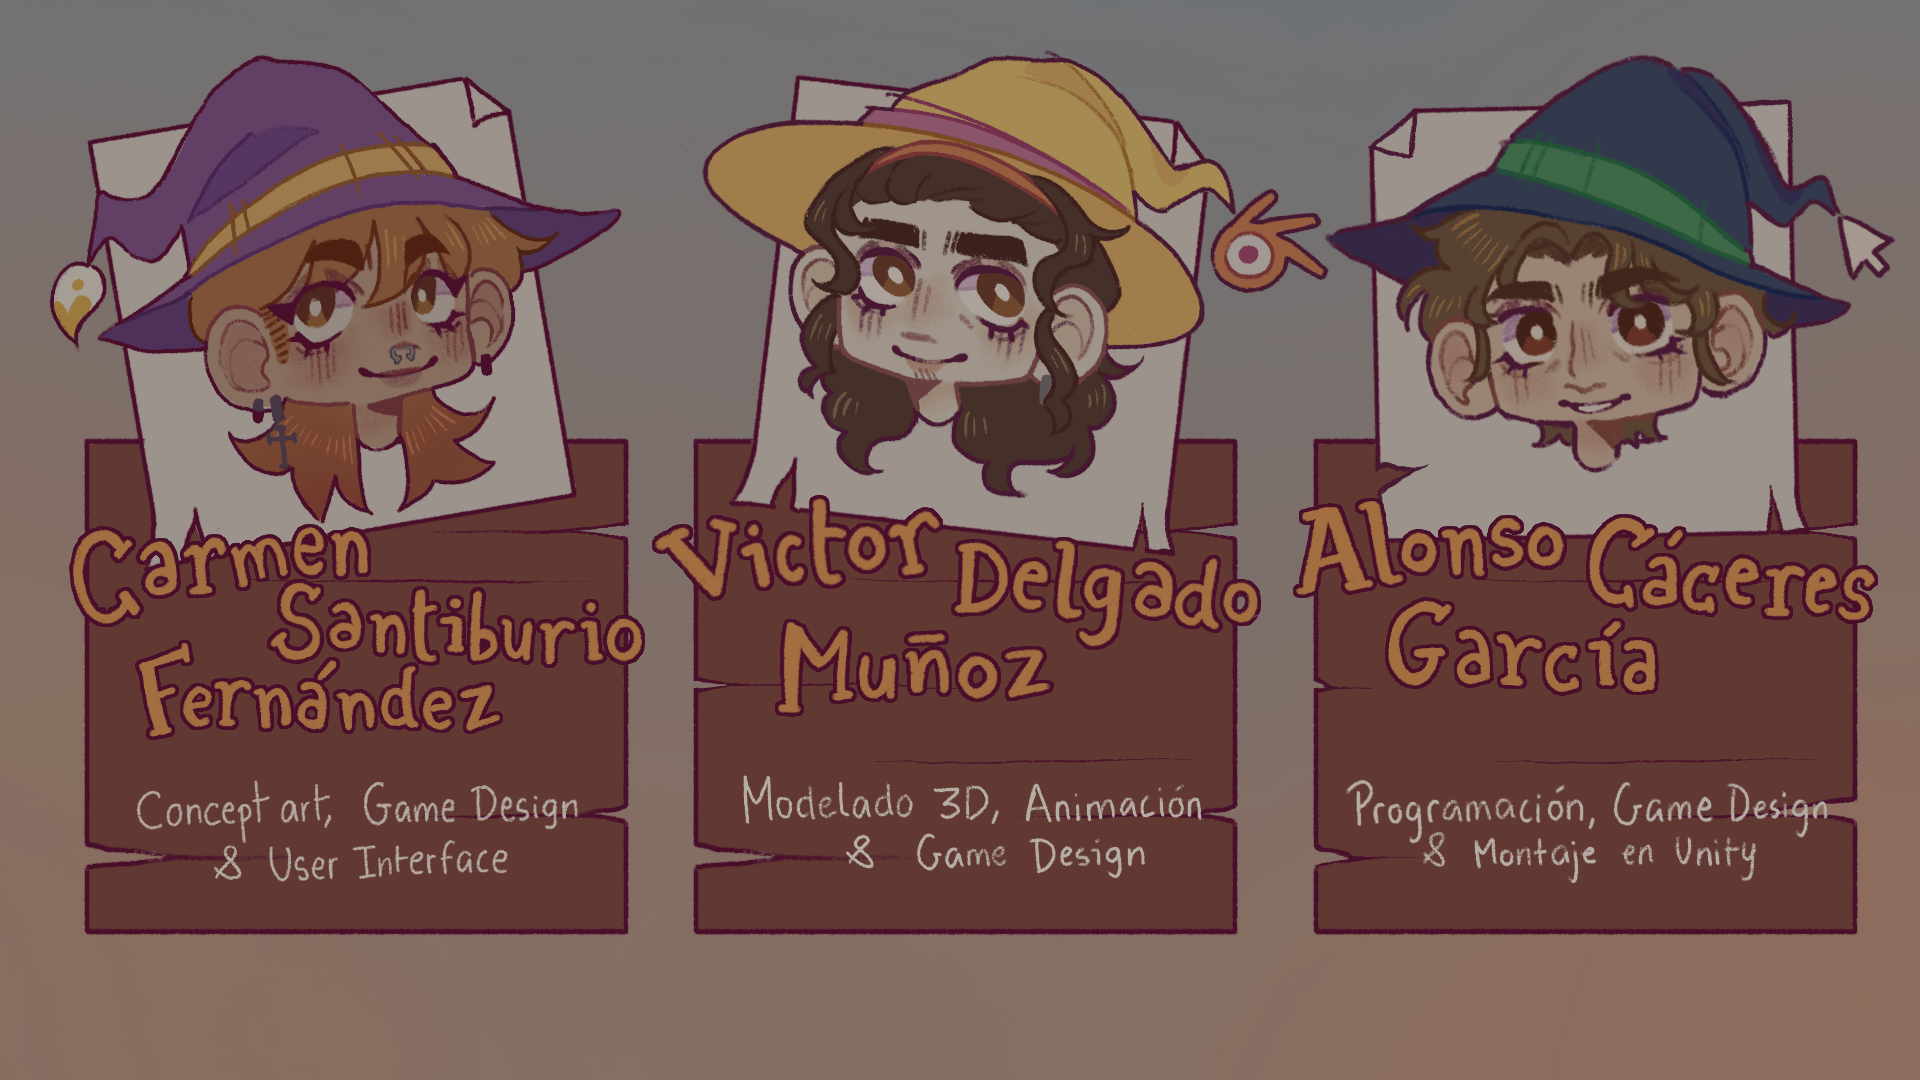 Carmen
Santiburio
Fernández
Concept art, Game Design
& User Interface
Victor Delgado
Muñoz
Modelado 3D, Animación
& Game Design
Alonso Cáceres
García
Programación, Game Design
& Montaje en Unity